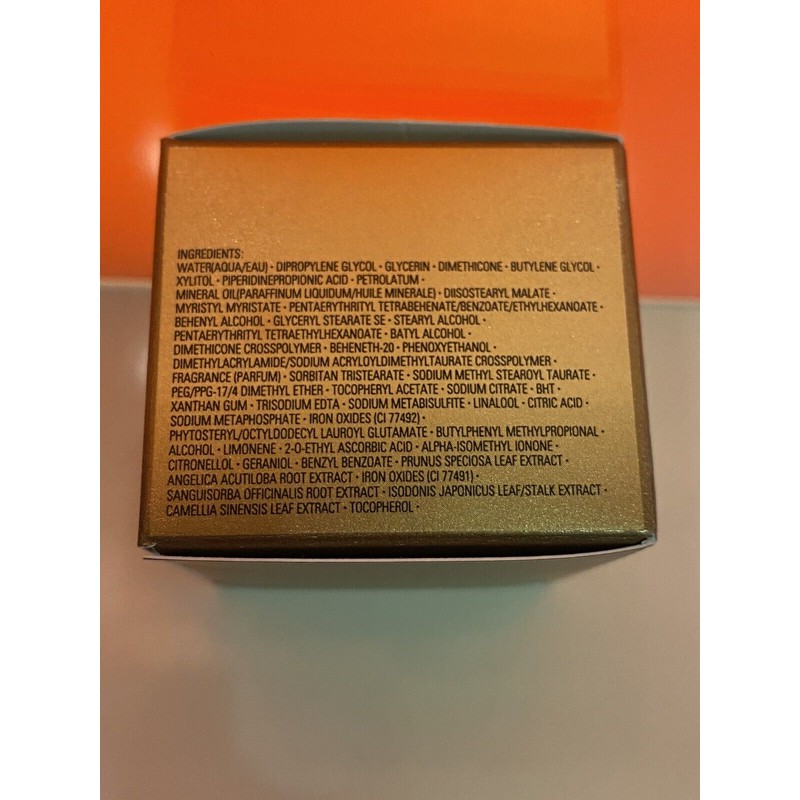 INGREDIENTS:
WATER(AQUA/EAU)・DIPROPYLENE GLYCOL・GLYCERIN・DIMETHICONE・BUTYLENE GLYCOL・
XYLITOL・PIPERIDINEPROPIONIC ACID・PETROLATUM・
MINERAL OIL(PARAFFINUM LIQUIDUM/HUILE MINERALE)・DIISOSTEARYL MALATE・
MYRISTYL MYRISTATE・PENTAERYTHRITYL TETRABEHENATE/BENZOATE/ETHYLHEXANOATE・
BEHENYL ALCOHOL・GLYCERYL STEARATE SE・STEARYL ALCOHOL・
PENTAERYTHRITYL TETRAETHYLHEXANOATE・BATYL ALCOHOL・
DIMETHICONE CROSSPOLYMER・BEHENETH-20・PHENOXYETHANOL・
DIMETHYLACRYLAMIDE/SODIUM ACRYLOYLDIMETHYLTAURATE CROSSPOLYMER・
FRAGRANCE (PARFUM)・SORBITAN TRISTEARATE・SODIUM METHYL STEAROYL TAURATE・
PEG/PPG-17/4 DIMETHYL ETHER・TOCOPHERYL ACETATE・SODIUM CITRATE・BHT・
XANTHAN GUM・TRISODIUM EDTA・SODIUM METABISULFITE・LINALOOL・CITRIC ACID・
SODIUM METAPHOSPHATE・IRON OXIDES (CI 77492)・
PHYTOSTERYL/OCTYLDODECYL LAUROYL GLUTAMATE・BUTYLPHENYL METHYLPROPIONAL・
ALCOHOL・LIMONENE・2-O-ETHYL ASCORBIC ACID・ALPHA-ISOMETHYL IONONE・
CITRONELLOL・GERANIOL・BENZYL BENZOATE・PRUNUS SPECIOSA LEAF EXTRACT・
ANGELICA ACUTILOBA ROOT EXTRACT・IRON OXIDES (CI 77491)・
SANGUISORBA OFFICINALIS ROOT EXTRACT・ISODONIS JAPONICUS LEAF/STALK EXTRACT・
CAMELLIA SINENSIS LEAF EXTRACT・TOCOPHEROL・